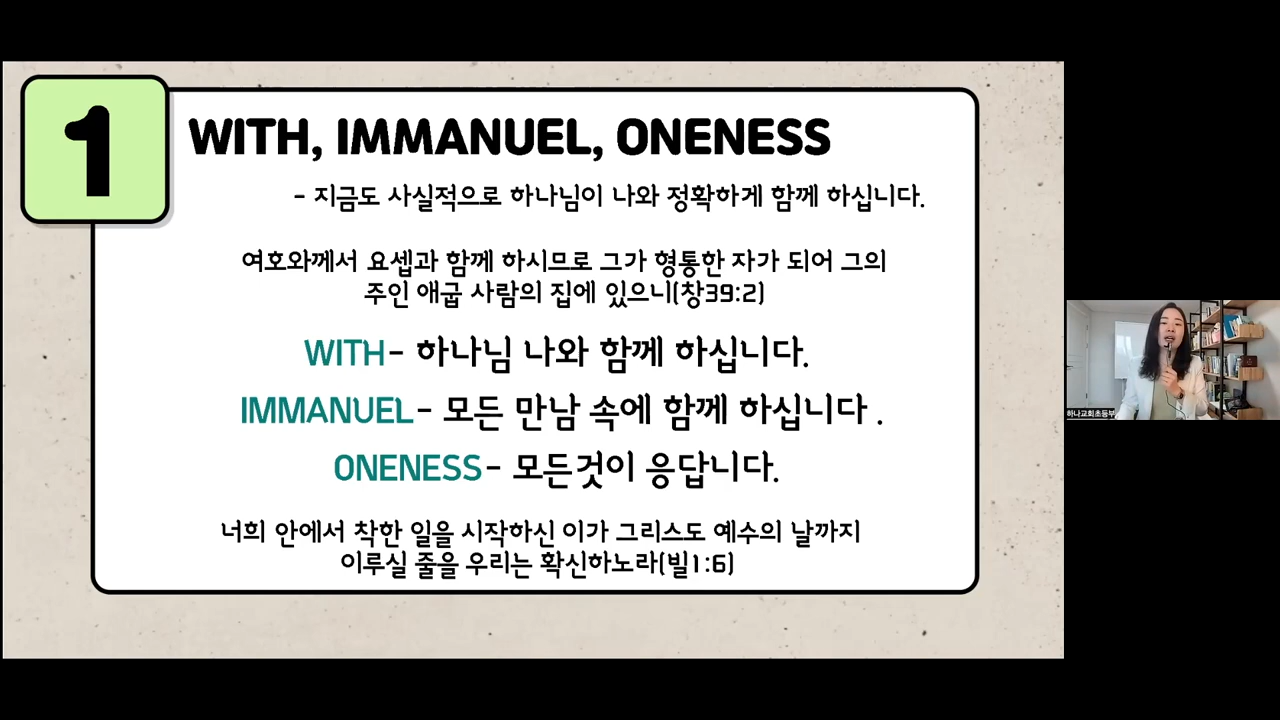 1
WITH, IMMANUEL, ONENESS
- 지금도 사실적으로 하나님이 나와 정확하게 함께 하십니다.
여호와께서 요셉과 함께 하시므로 그가 형통한 자가 되어 그의
주인 애굽 사람의 집에 있으니(창39:2)
WITH- 하나님 나와 함께 하십니다.
IMMANUEL- 모든 만남 속에 함께 하십니다 .
ONENESS- 모든것이 응답니다.
너희 안에서 착한 일을 시작하신 이가 그리스도 예수의 날까지
이루실 줄을 우리는 확신하노라(빌1:6)
하나교회초등부